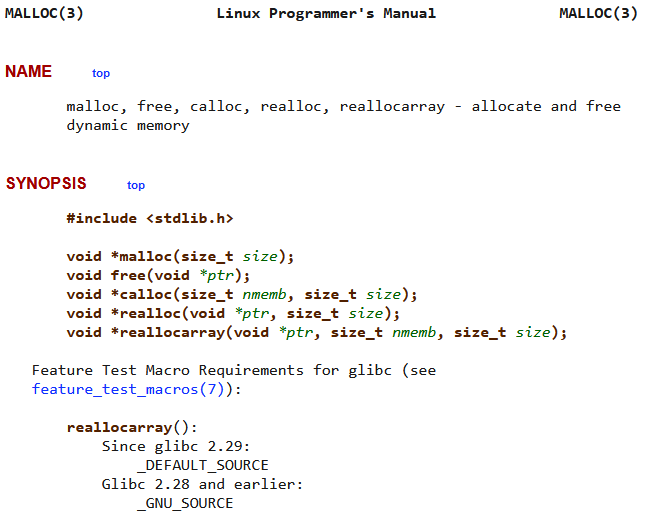 MALLOC(3) Linux Programmer's Manual MALLOC(3)
NAME top
malloc, free, calloc, realloc, reallocarray - allocate and free
dynamic memory
SYNOPSIS top
#include <stdlib.h>
void *malloc(size_t size);
void free(void *ptr);
void *calloc(size_t nmemb, size_t size);
void *realloc(void *ptr, size_t size);
void *reallocarray(void *ptr, size_t nmemb, size_t size);
Feature Test Macro Requirements for glibc (see
feature_test_macros(7)):
reallocarray():
Since glibc 2.29:
_DEFAULT_SOURCE
Glibc 2.28 and earlier:
_GNU_SOURCE